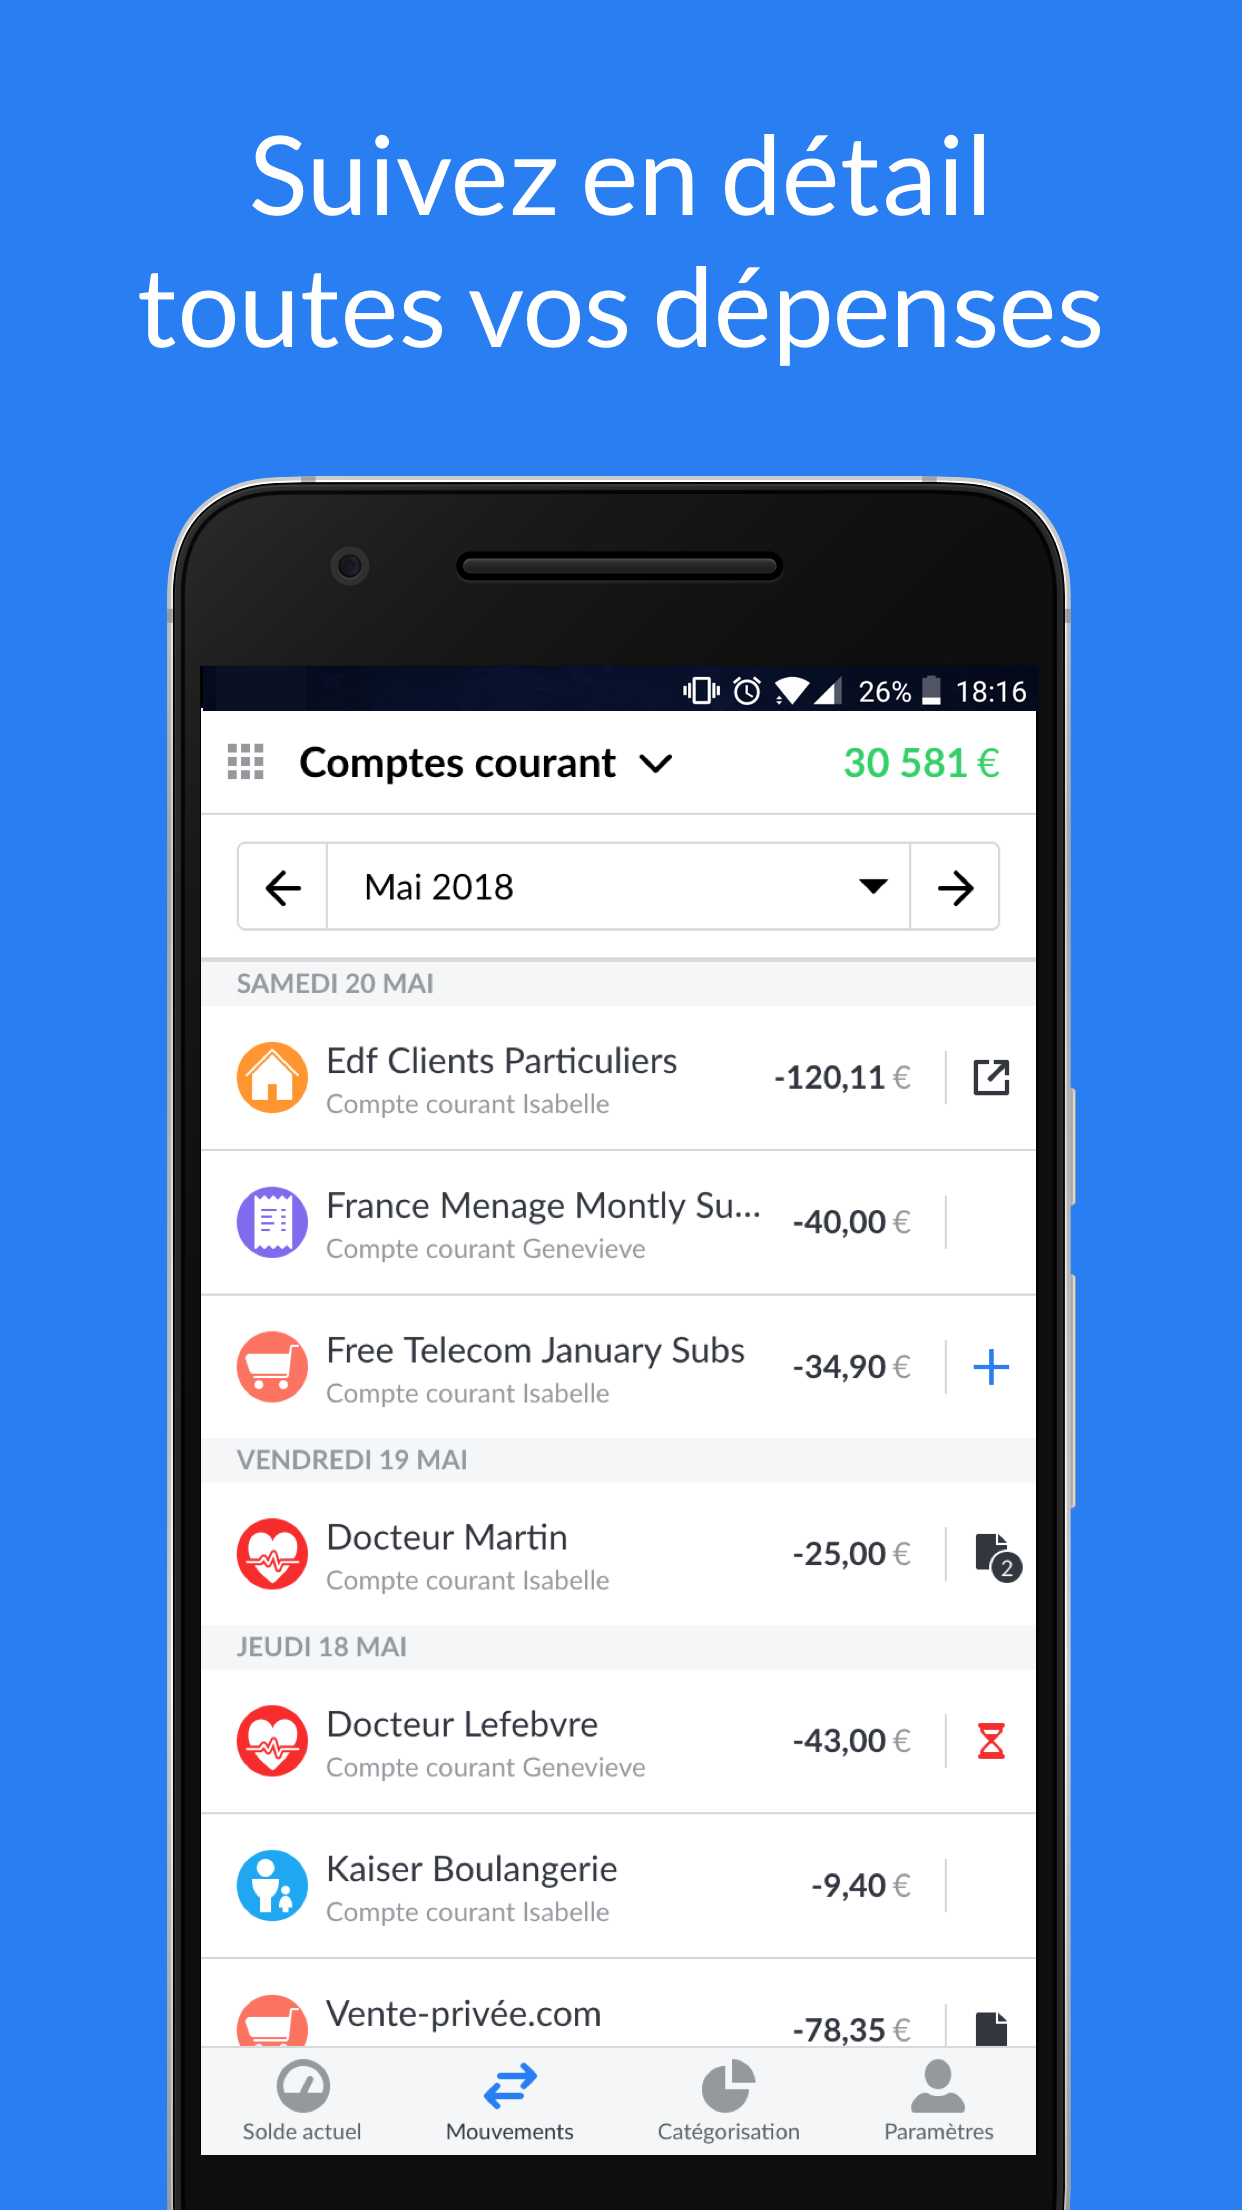 Suivez en détail
toutes vos dépenses
26% 18:16
Comptes courant 30 581 €
Mai 2018
SAMEDI 20 MAI
Edf Clients Particuliers -120,11 €
Compte courant Isabelle
France Menage Montly Su... -40,00 €
Compte courant Genevieve
Free Telecom January Subs -34,90 €
Compte courant Isabelle
VENDREDI 19 MAI
Docteur Martin -25,00 €
Compte courant Isabelle 2
JEUDI 18 MAI
Docteur Lefebvre -43,00 €
Compte courant Genevieve
Kaiser Boulangerie -9,40 €
Compte courant Isabelle
Vente-privée.com -78,35 €
Solde actuel Mouvements Catégorisation Paramètres